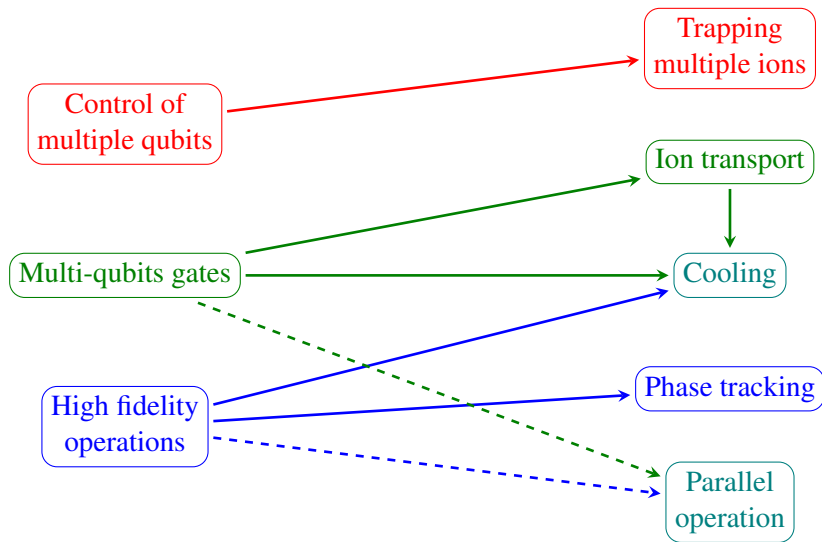 Trapping
multiple ions
Control of
multiple qubits
Ion transport
Multi-qubits gates
Cooling
High fidelity
operations
Phase tracking
Parallel
operation